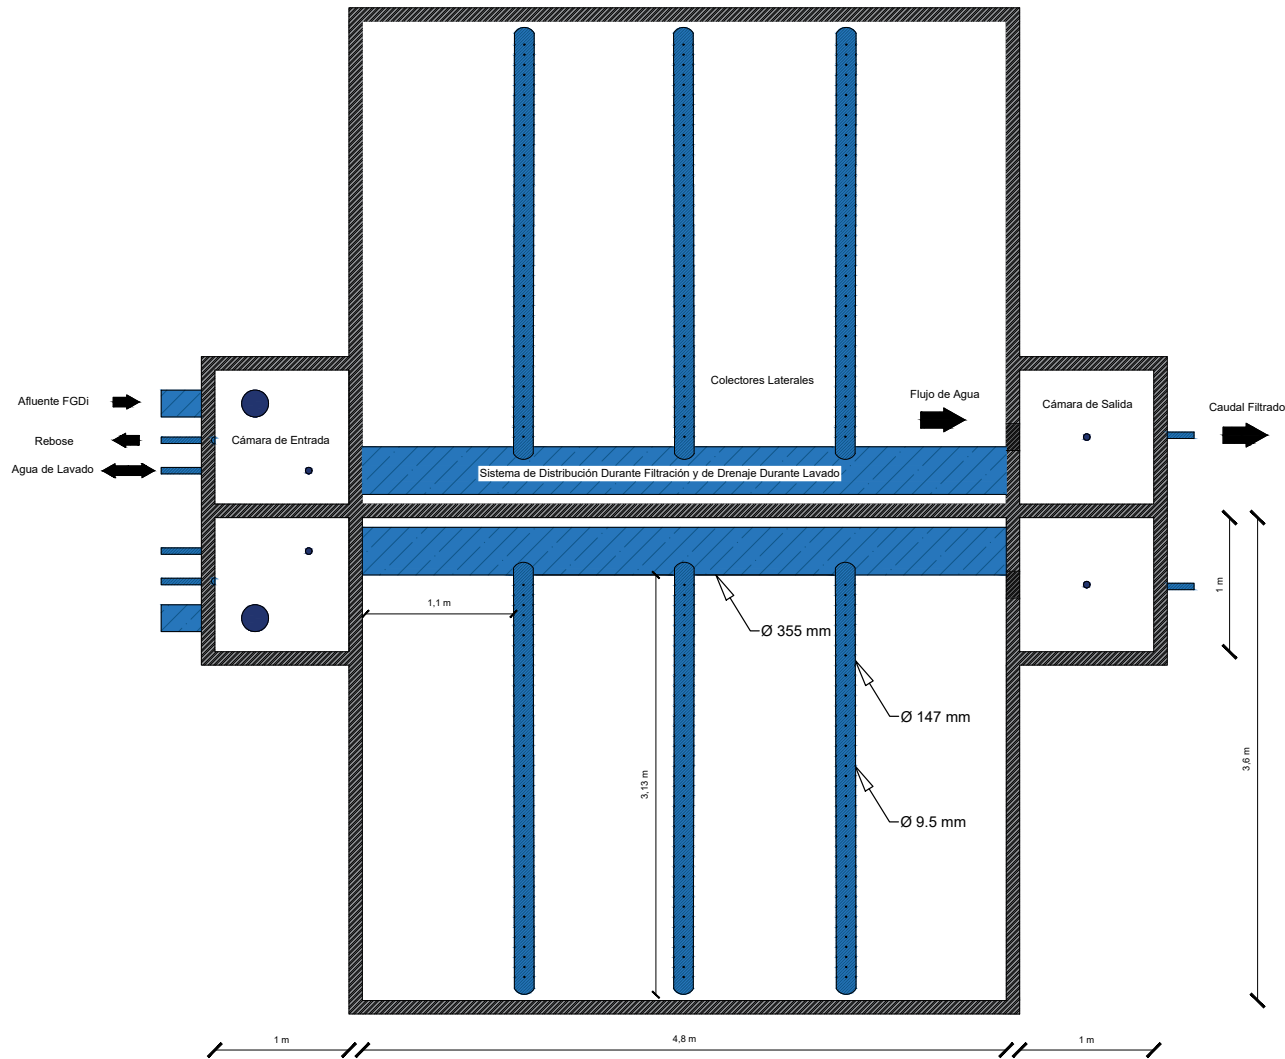 Colectores Laterales
Flujo de Agua
Afluente FGDi
Cámara de Salida
Caudal Filtrado
Rebose
Cámara de Entrada
Agua de Lavado
Sistema de Distribución Durante Filtración y de Drenaje Durante Lavado
1,1 m
1 m
Ø 355 mm
Ø 147 mm
3,13 m
3,6 m
Ø 9.5 mm
1 m
4,8 m
1 m